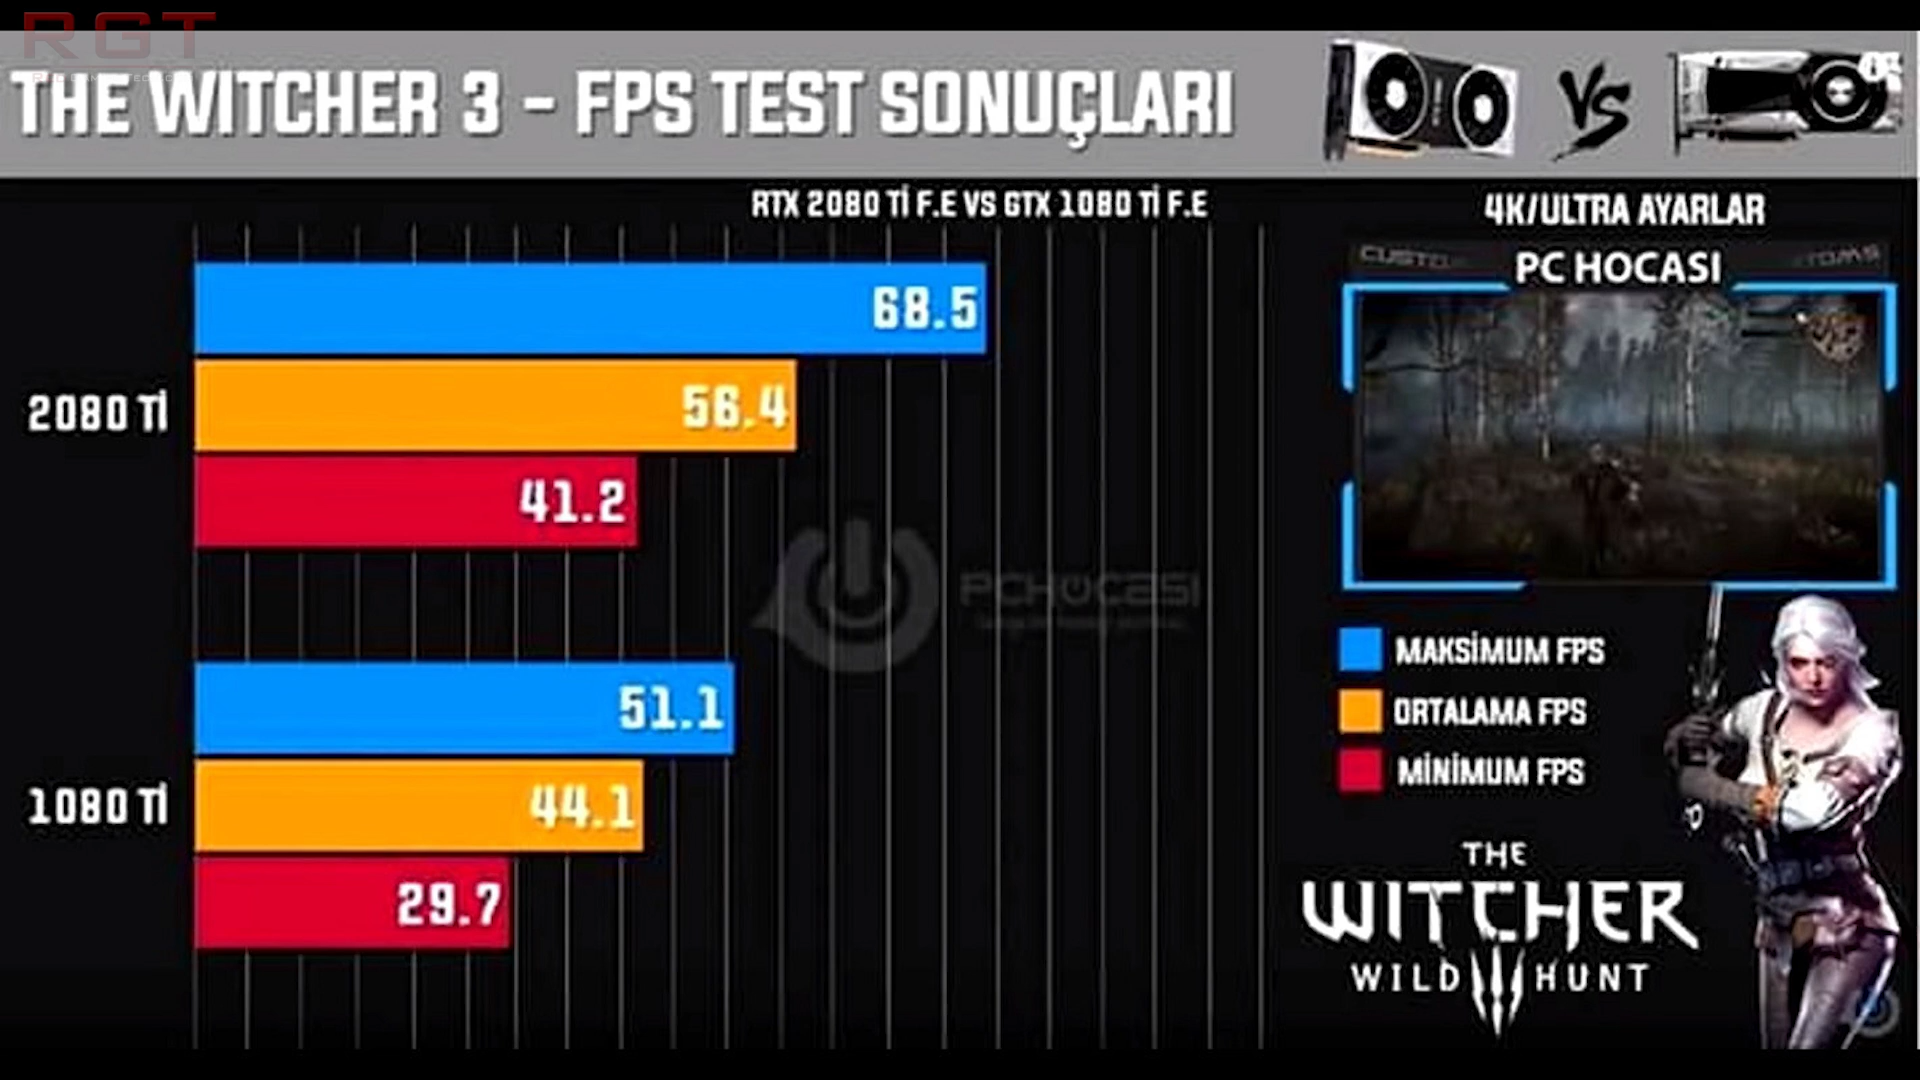 RGT
THE WITCHER 3 - FPS TEST SONUÇLARI
VS
RTX 2080 Tİ F.E VS GTX 1080 Tİ F.E
4K/ULTRA AYARLAR
PC HOCASI
2080 Tİ
68.5
56.4
41.2
PCHOCASI
1080 Tİ
51.1
44.1
29.7
MAKSİMUM FPS
ORTALAMA FPS
MİNİMUM FPS
THE
WITCHER
WILD HUNT